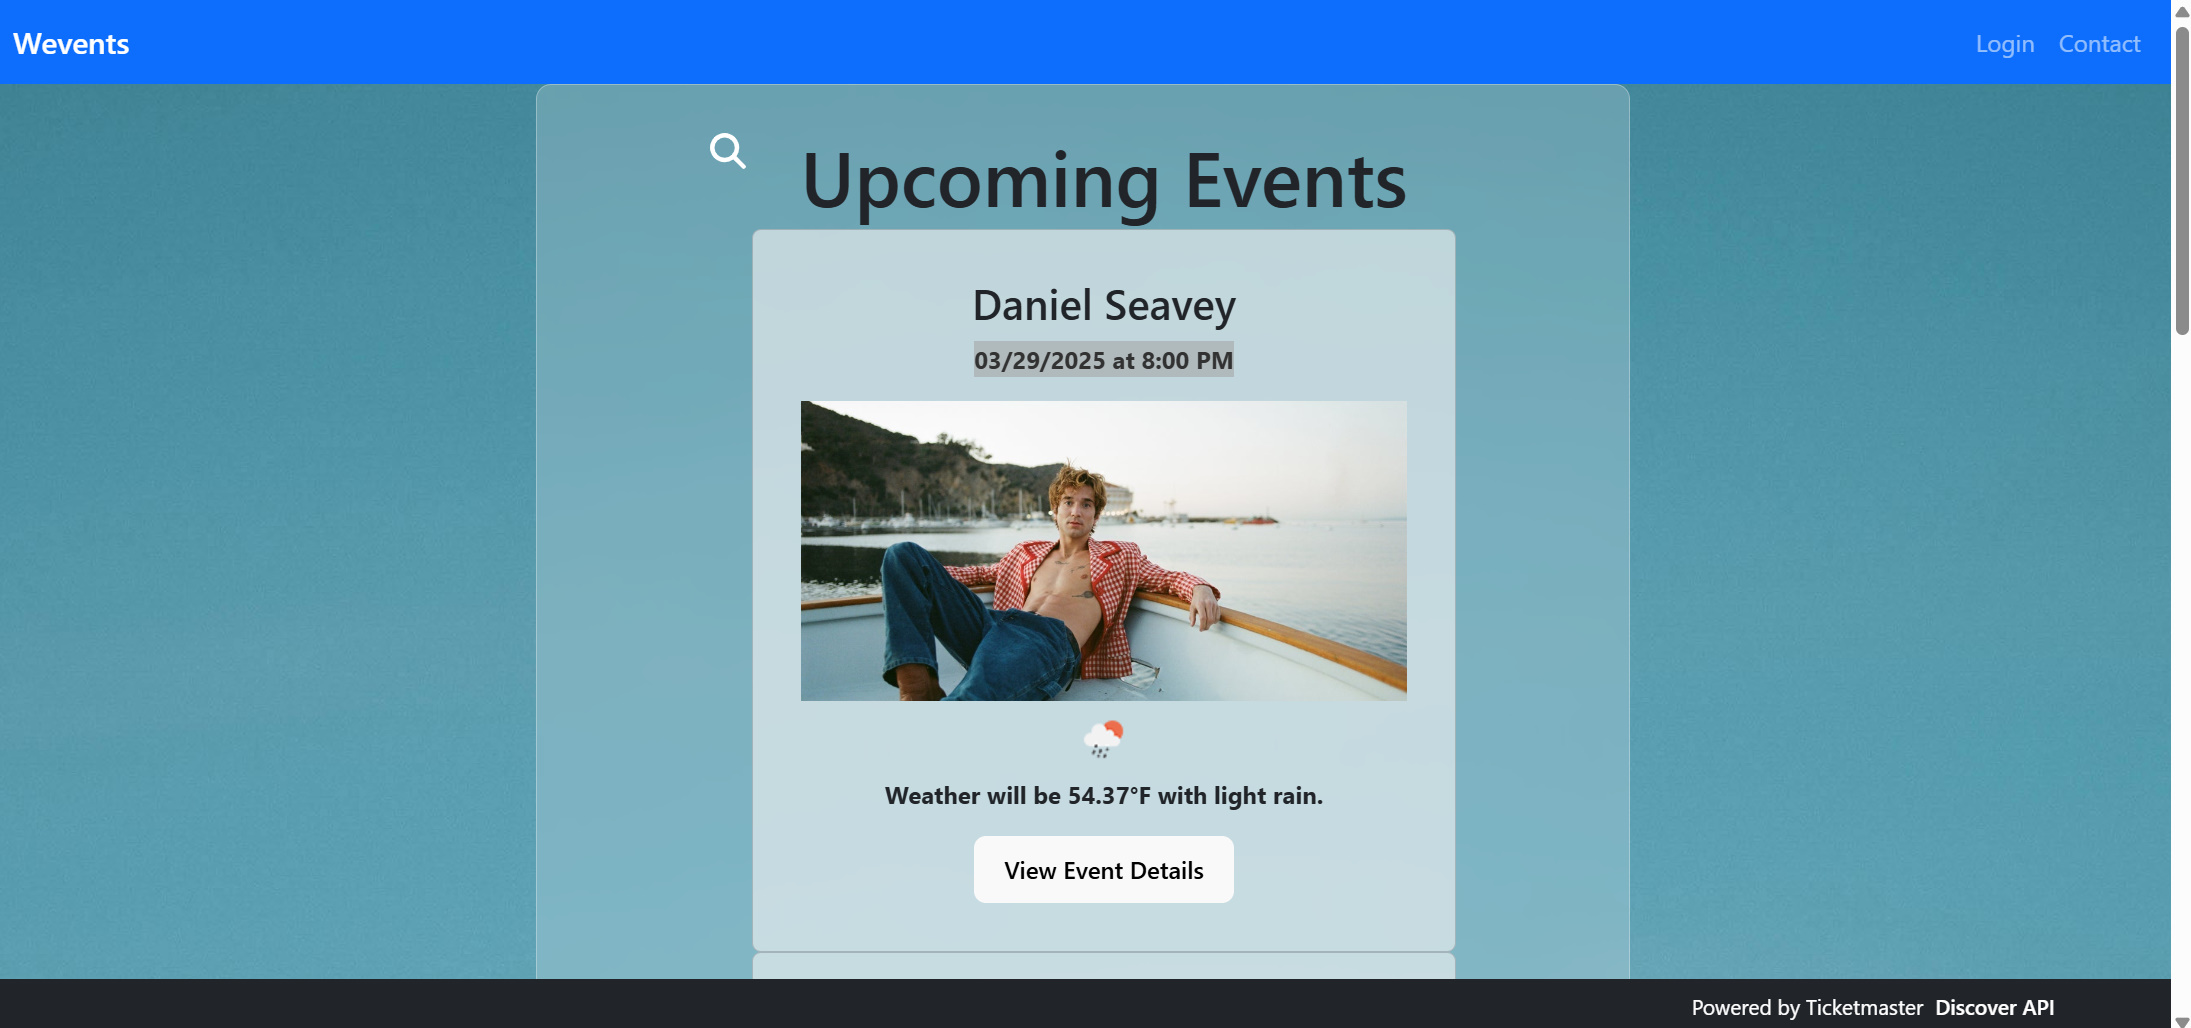 Wevents
Login Contact
Upcoming Events
Daniel Seavey
03/29/2025 at 8:00 PM
Weather will be 54.37°F with light rain.
View Event Details
Powered by Ticketmaster Discover API